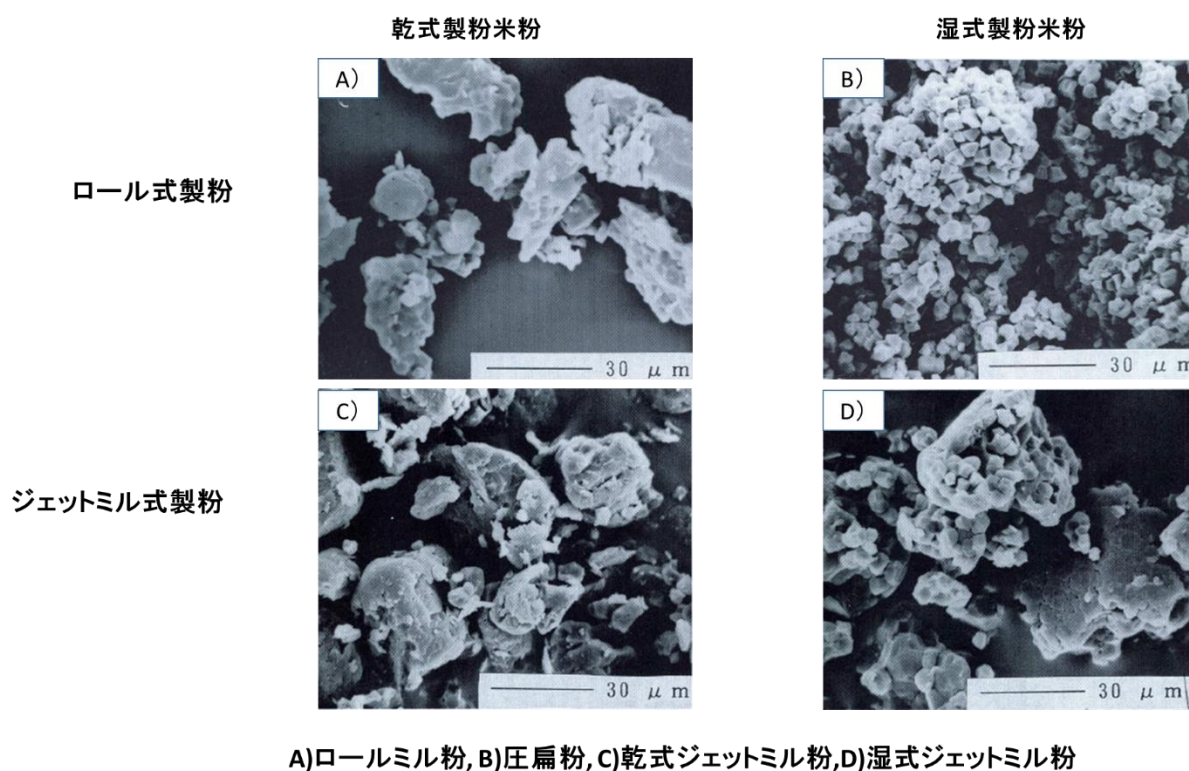 乾式製粉米粉
湿式製粉米粉
A）
B）
ロール式製粉
30 μm
30 μm
C）
D）
ジェットミル式製粉
30 μm
30 μm
A)ロールミル粉, B)圧扁粉, C)乾式ジェットミル粉,D)湿式ジェットミル粉